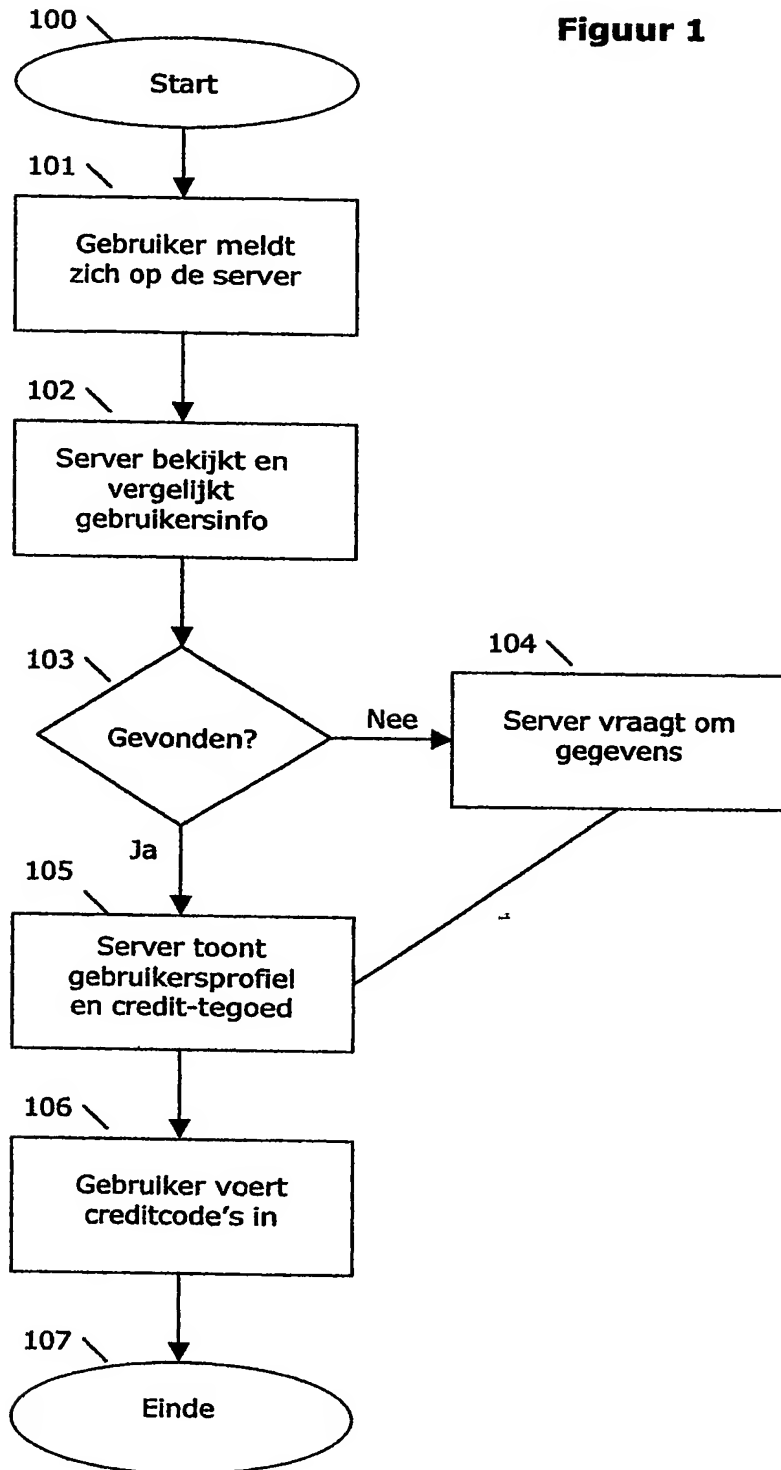 Figuur 1
100
Start
101
Gebruiker meldt
zich op de server
102
Server bekijkt en
vergelijkt
gebruikersinfo
103
Gevonden?
Nee
104
Server vraagt om
gegevens
Ja
105
Server toont
gebruikersprofiel
en credit-tegoed
106
Gebruiker voert
creditcode's in
107
Einde